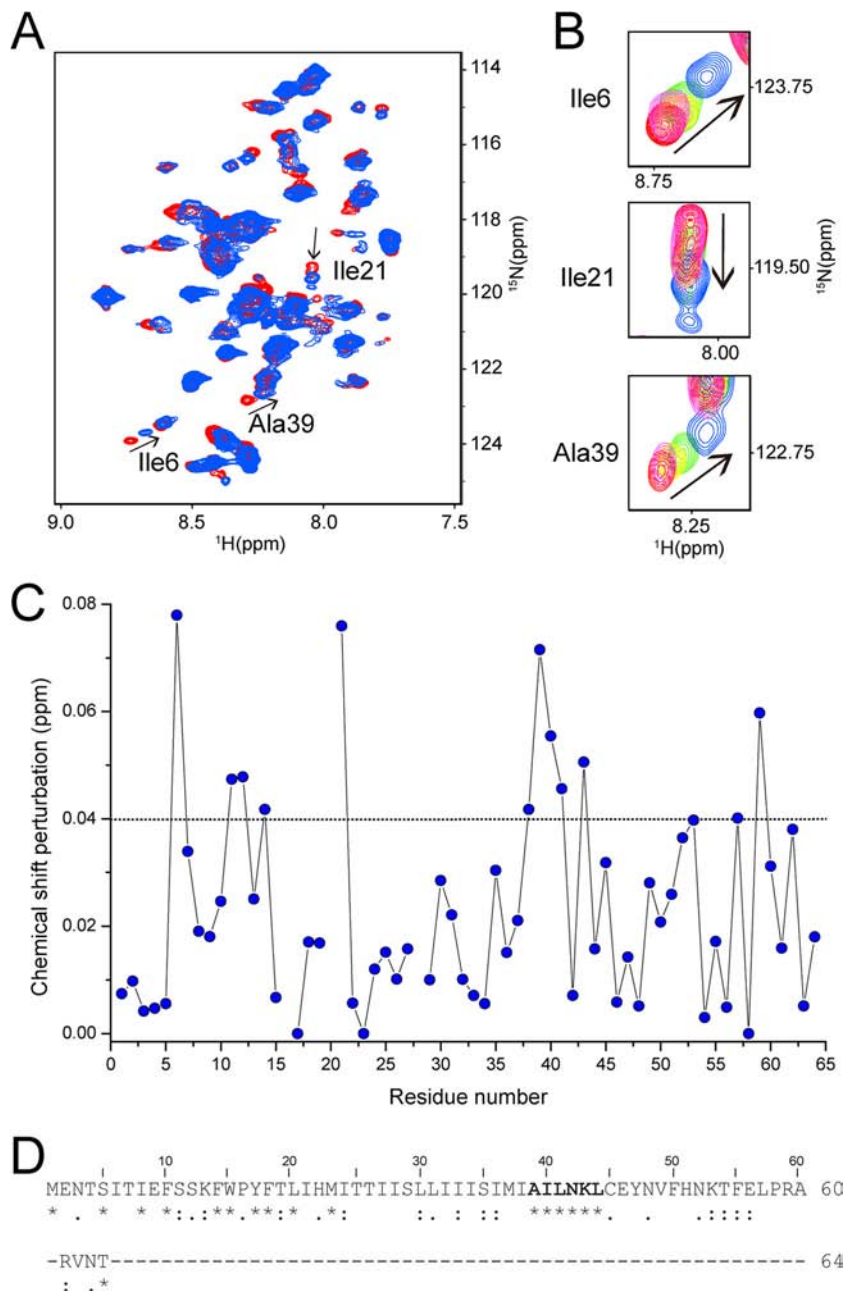 A
B
114
116
118
120
122
124
¹⁵N(ppm)
Ile21
Ala39
Ile6
9.0 8.5 8.0 7.5
¹H(ppm)
Ile6
123.75
8.75
Ile21
119.50
¹⁵N(ppm)
8.00
Ala39
122.75
8.25
¹H(ppm)
C
Chemical shift perturbation (ppm)
0.08
0.06
0.04
0.02
0.00
0 5 10 15 20 25 30 35 40 45 50 55 60 65
Residue number
D
10 20 30 40 50 60
MENTSITIEFSSKFWPYFTLIHMITTIISLLIIISIMIAILNKLCEYNVFHNKTFELPRA 60
-RVNT------------------------------------------------------- 64